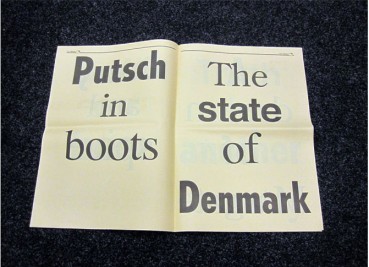 Putsch
in
boots
The
state
of
Denmark